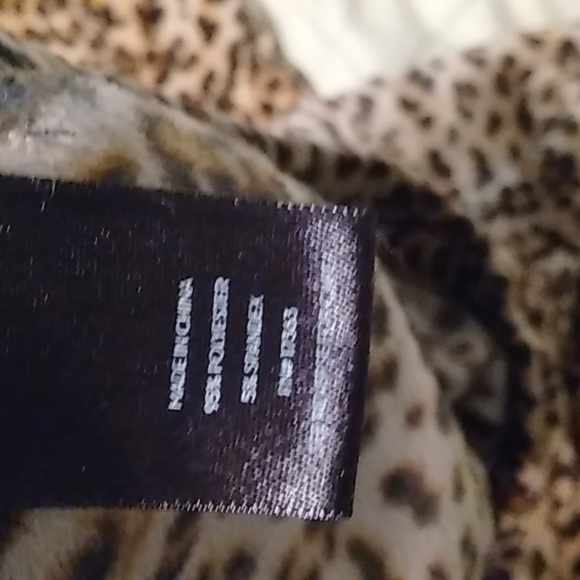 MADE IN CHINA
95% POLYESTER
5% SPANDEX